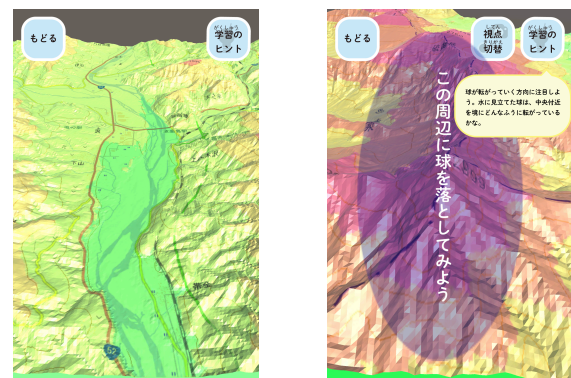 もどる
がくしゅう
学習の
ヒント
52
もどる
してん
視点
きりかえ
切替
がくしゅう
学習の
ヒント
球が転がっていく方向に注目しよ
う。水に見立てた球は、中央付近
を境にどんなふうに転がっている
かな。
この周辺に球を落としてみよう